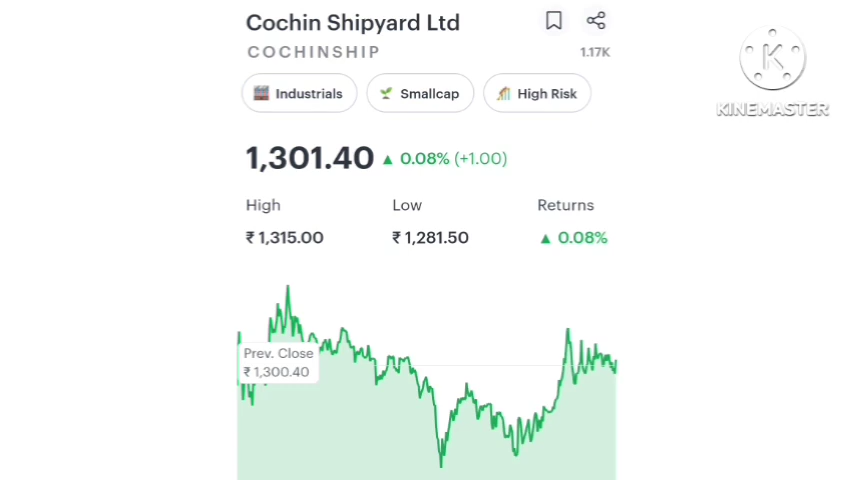 Cochin Shipyard Ltd
COCHINSHIP 1.17K
Industrials Smallcap High Risk
1,301.40 ▲ 0.08% (+1.00)
High Low Returns
₹ 1,315.00 ₹ 1,281.50 ▲ 0.08%
Prev. Close
₹ 1,300.40
K
KINEMASTER